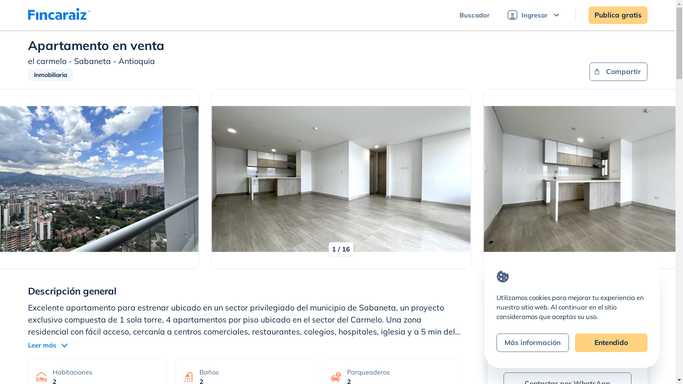 Fincaraiz
Buscador
Ingresar
Publica gratis
Apartamento en venta
el carmelo - Sabaneta - Antioquia
Inmobiliaria
Compartir
1 / 16
Descripción general
Excelente apartamento para estrenar ubicado en un sector privilegiado del municipio de Sabaneta, un proyecto
exclusivo compuesto de 1 sola torre, 4 apartamentos por piso ubicado en el sector del Carmelo. Una zona
residencial con fácil acceso, cercanía a centros comerciales, restaurantes, colegios, hospitales, iglesia y a 5 min del...
Leer más
Habitaciones
2
Baños
2
Parqueaderos
2
Utilizamos cookies para mejorar tu experiencia en
nuestro sitio web. Al continuar en el sitio
consideramos que aceptas su uso.
Más información
Entendido
Contactar por WhatsApp